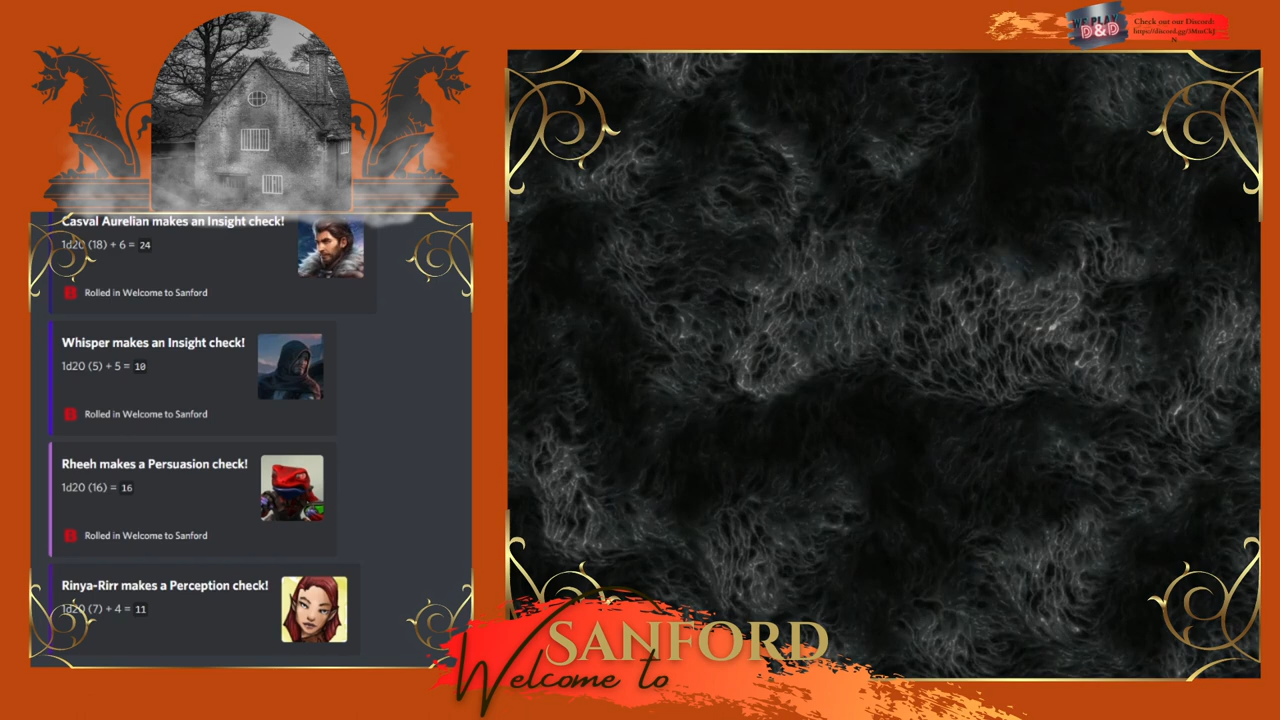 WE PLAY
D&D
Check out our Discord:
Casval Aurelian makes an Insight check!
1d20 (18) + 6 = 24
Rolled in Welcome to Sanford
Whisper makes an Insight check!
1d20 (5) + 5 = 10
Rolled in Welcome to Sanford
Rheeh makes a Persuasion check!
1d20 (16) = 16
Rolled in Welcome to Sanford
Rinya-Rirr makes a Perception check!
1d20 (7) + 4 = 11
Welcome to
SANFORD